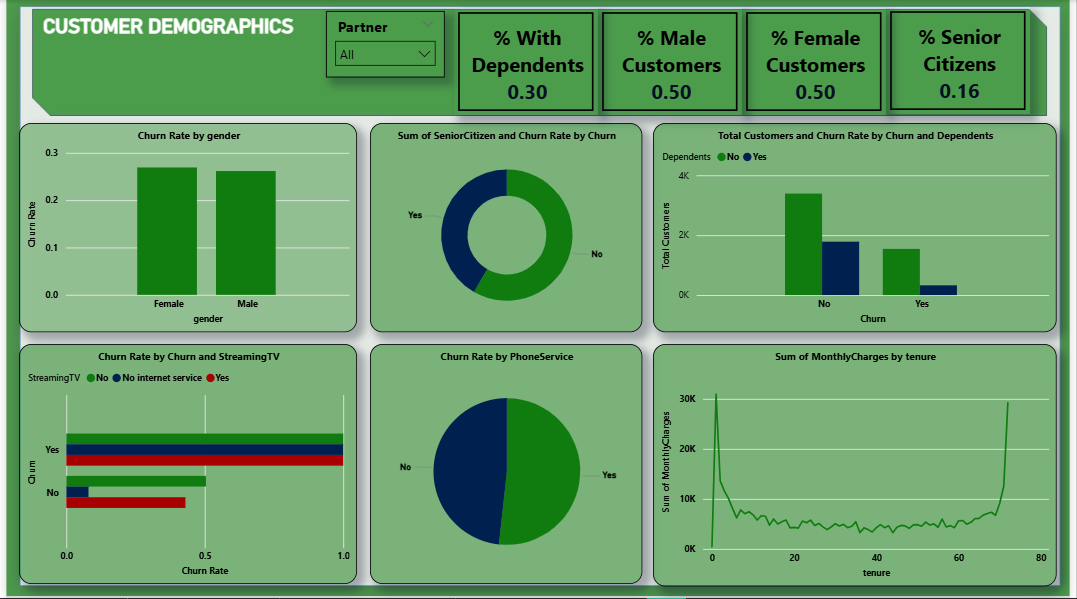 CUSTOMER DEMOGRAPHICS
Partner
All
% With
Dependents
0.30
% Male
Customers
0.50
% Female
Customers
0.50
% Senior
Citizens
0.16
Churn Rate by gender
0.3
0.2
0.1
0.0
Churn Rate
Female
Male
gender
Sum of SeniorCitizen and Churn Rate by Churn
Yes
No
Total Customers and Churn Rate by Churn and Dependents
Dependents No Yes
4K
2K
0K
Total Customers
No
Yes
Churn
Churn Rate by Churn and StreamingTV
StreamingTV No No internet service Yes
Churn
Yes
No
0.0
0.5
1.0
Churn Rate
Churn Rate by PhoneService
No
Yes
Sum of MonthlyCharges by tenure
30K
20K
10K
0K
Sum of MonthlyCharges
0
20
40
60
80
tenure